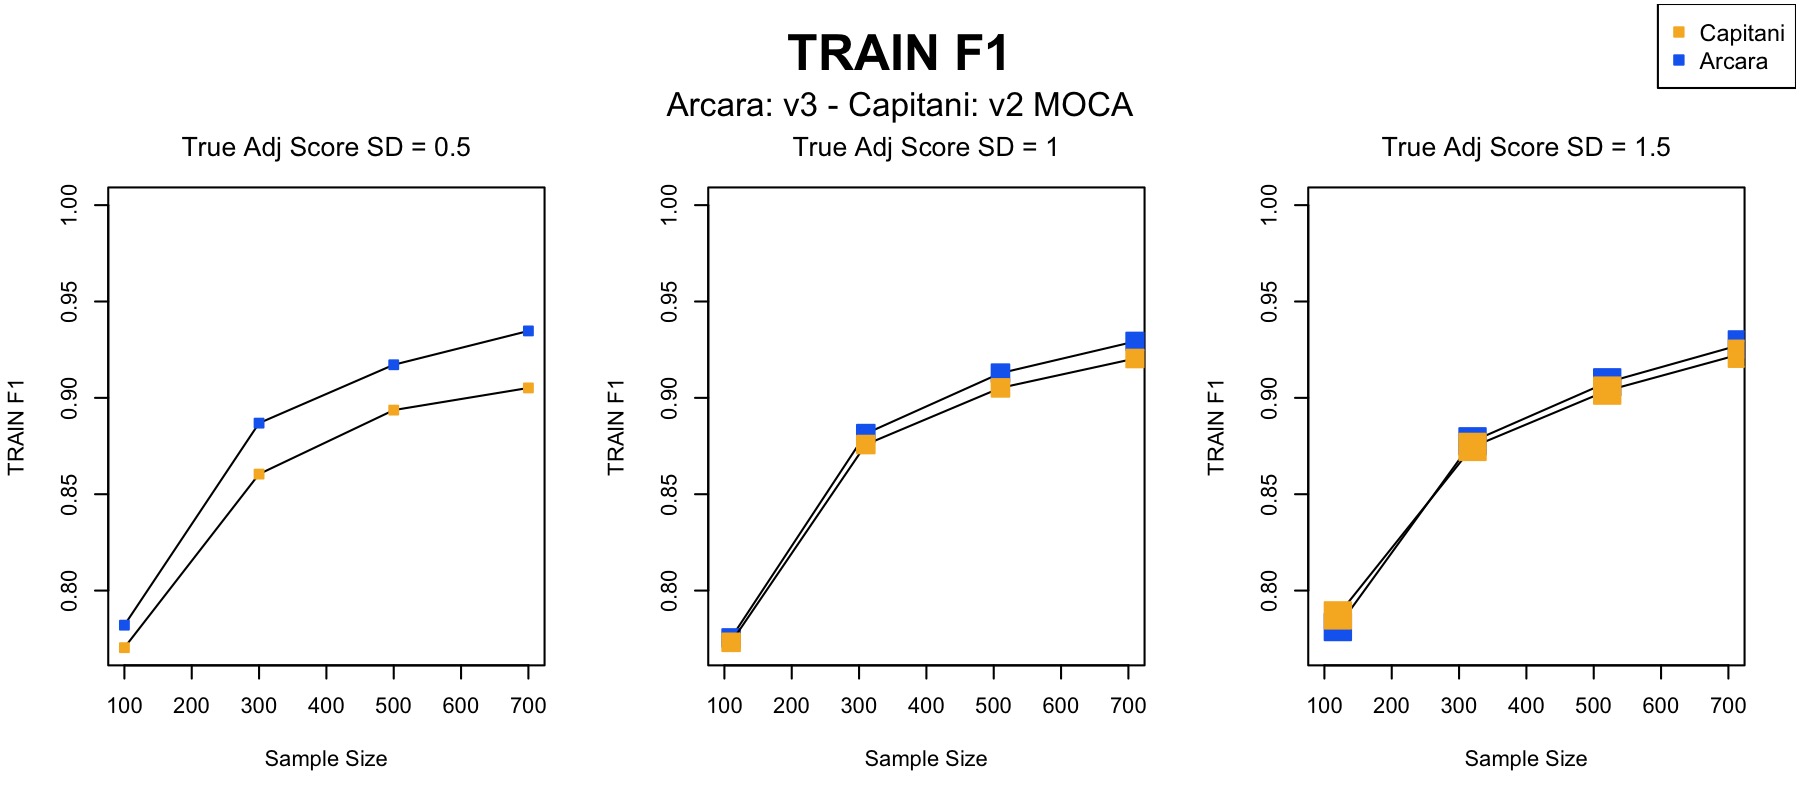 TRAIN F1
Arcara: v3 - Capitani: v2 MOCA
Capitani
Arcara
True Adj Score SD = 0.5
TRAIN F1
1.00
0.95
0.90
0.85
0.80
100 200 300 400 500 600 700
Sample Size
True Adj Score SD = 1
TRAIN F1
1.00
0.95
0.90
0.85
0.80
100 200 300 400 500 600 700
Sample Size
True Adj Score SD = 1.5
TRAIN F1
1.00
0.95
0.90
0.85
0.80
100 200 300 400 500 600 700
Sample Size